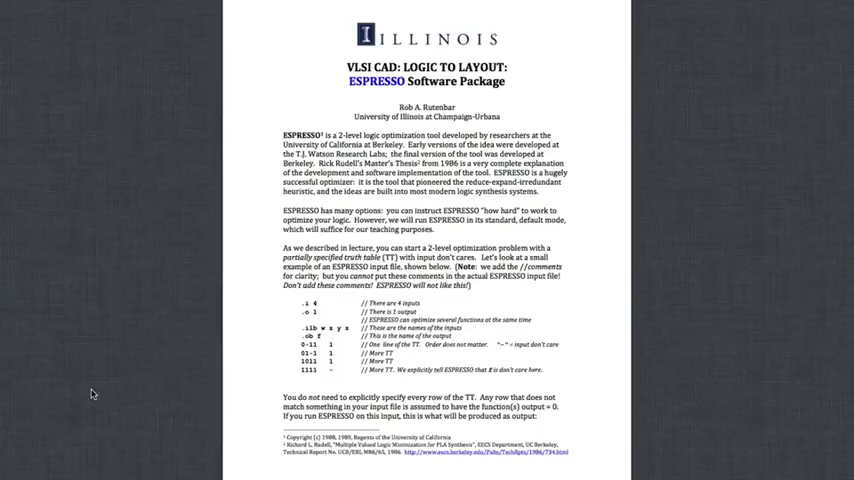 ILLINOIS
VLSI CAD: LOGIC TO LAYOUT:
ESPRESSO Software Package
Rob A. Rutenbar
University of Illinois at Champaign-Urbana
ESPRESSO¹ is a 2-level logic optimization tool developed by researchers at the
University of California at Berkeley. Early versions of the idea were developed at
the T.J. Watson Research Labs; the final version of the tool was developed at
Berkeley. Rick Rudell's Master's Thesis² from 1986 is a very complete explanation
of the development and software implementation of the tool. ESPRESSO is a hugely
successful optimizer: it is the tool that pioneered the reduce-expand-irredundant
heuristic, and the ideas are built into most modern logic synthesis systems.
ESPRESSO has many options: you can instruct ESPRESSO "how hard" to work to
optimize your logic. However, we will run ESPRESSO in its standard, default mode,
which will suffice for our teaching purposes.
As we described in lecture, you can start a 2-level optimization problem with a
partially specified truth table (TT) with input don't cares. Let's look at a small
example of an ESPRESSO input file, shown below. (Note: we add the //comments
for clarity; but you cannot put these comments in the actual ESPRESSO input file!
Don't add these comments! ESPRESSO will not like this!)
.i 4 // There are 4 inputs
.o 1 // There is 1 output
// ESPRESSO can optimize several functions at the same time
.ilb w x y z // These are the names of the inputs
.ob f // This is the name of the output
0-11 1 // One line of the TT. Order does not matter. "-" = input don't care
01-1 1 // More TT
1011 1 // More TT
1111 - // More TT. We explicitly tell ESPRESSO that f is don't care here.
You do not need to explicitly specify every row of the TT. Any row that does not
match something in your input file is assumed to have the function(s) output = 0.
If you run ESPRESSO on this input, this is what will be produced as output:
¹ Copyright (c) 1988, 1989, Regents of the University of California
² Richard L. Rudell, "Multiple Valued Logic Minimization for PLA Synthesis", EECS Department, UC Berkeley,
Technical Report No. UCB/ERL M86/65, 1986. http://www.eecs.berkeley.edu/Pubs/TechRpts/1986/734.html